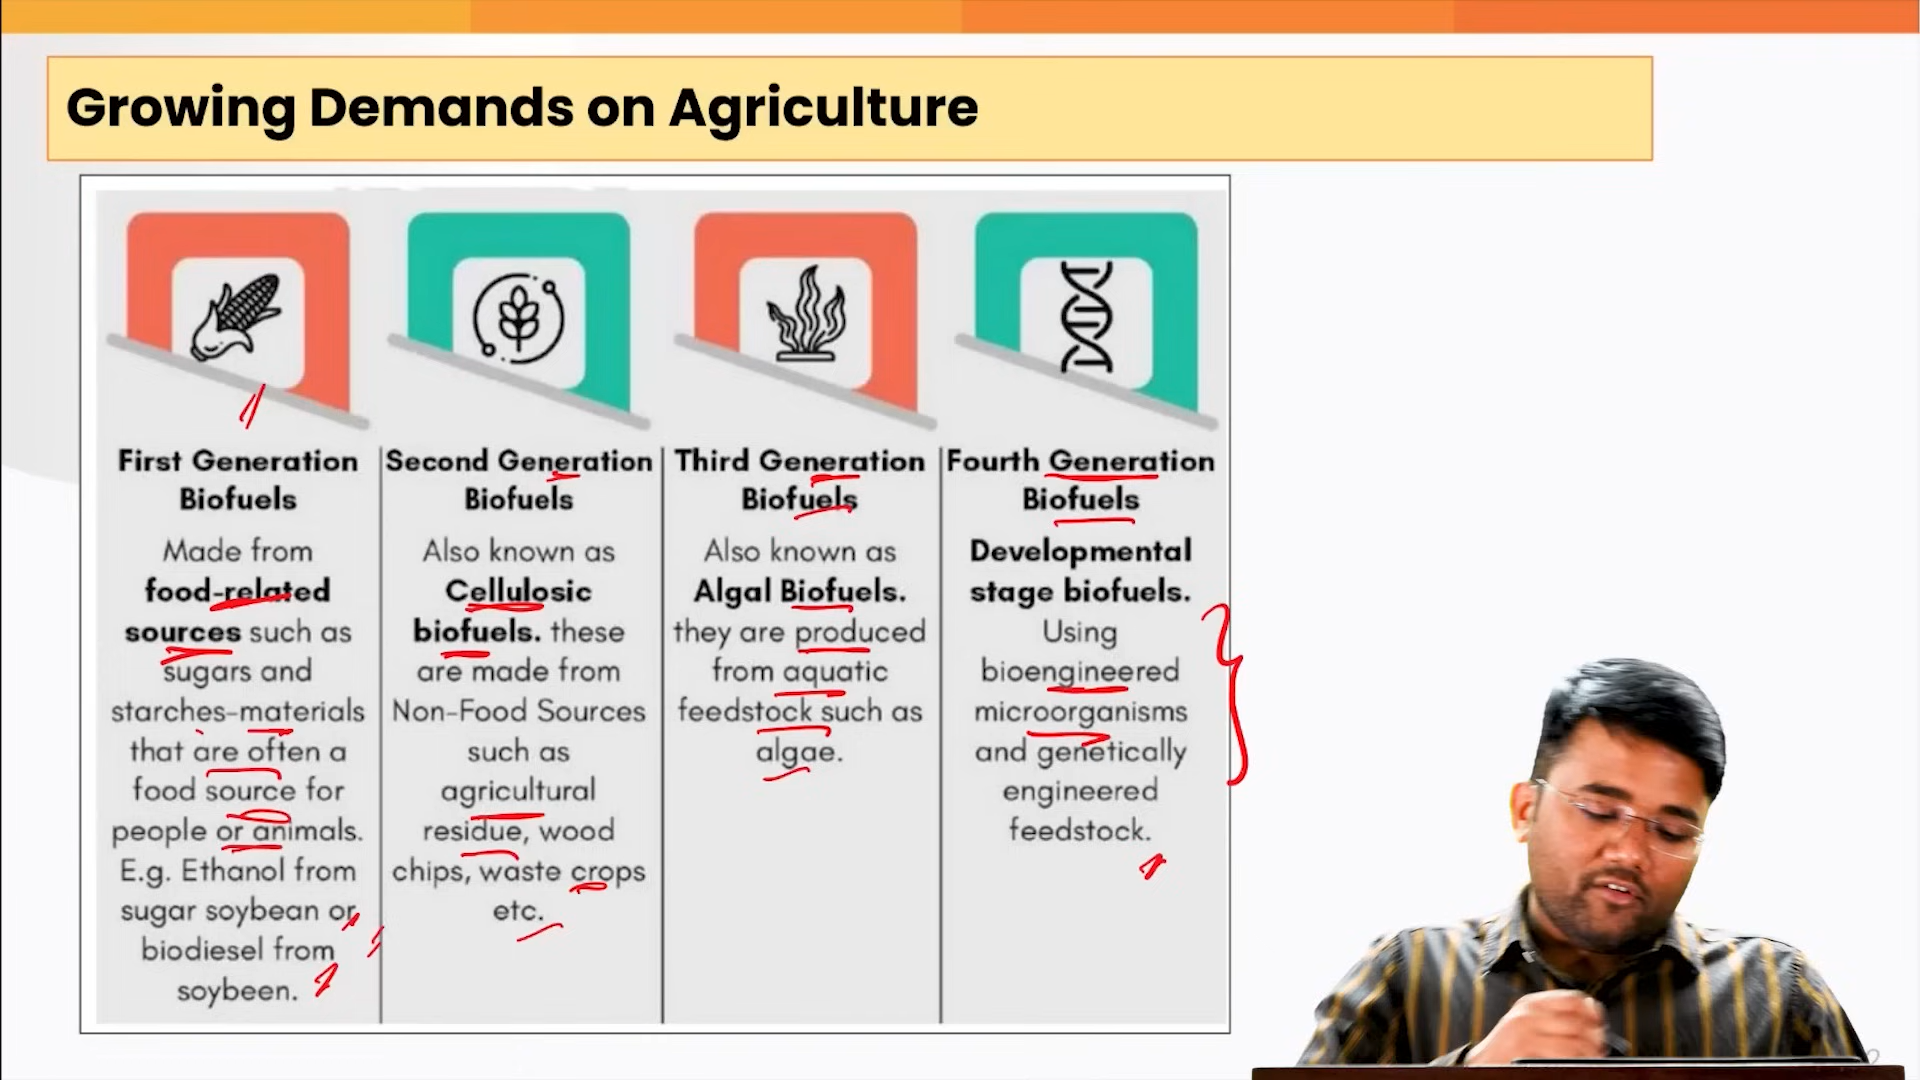 Growing Demands on Agriculture
First Generation
Biofuels
Made from
food-related
sources such as
sugars and
starches-materials
that are often a
food source for
people or animals.
E.g. Ethanol from
sugar soybean or
biodiesel from
soybeen.
Second Generation
Biofuels
Also known as
Cellulosic
biofuels. these
are made from
Non-Food Sources
such as
agricultural
residue, wood
chips, waste crops
etc.
Third Generation
Biofuels
Also known as
Algal Biofuels.
they are produced
from aquatic
feedstock such as
algae.
Fourth Generation
Biofuels
Developmental
stage biofuels.
Using
bioengineered
microorganisms
and genetically
engineered
feedstock.